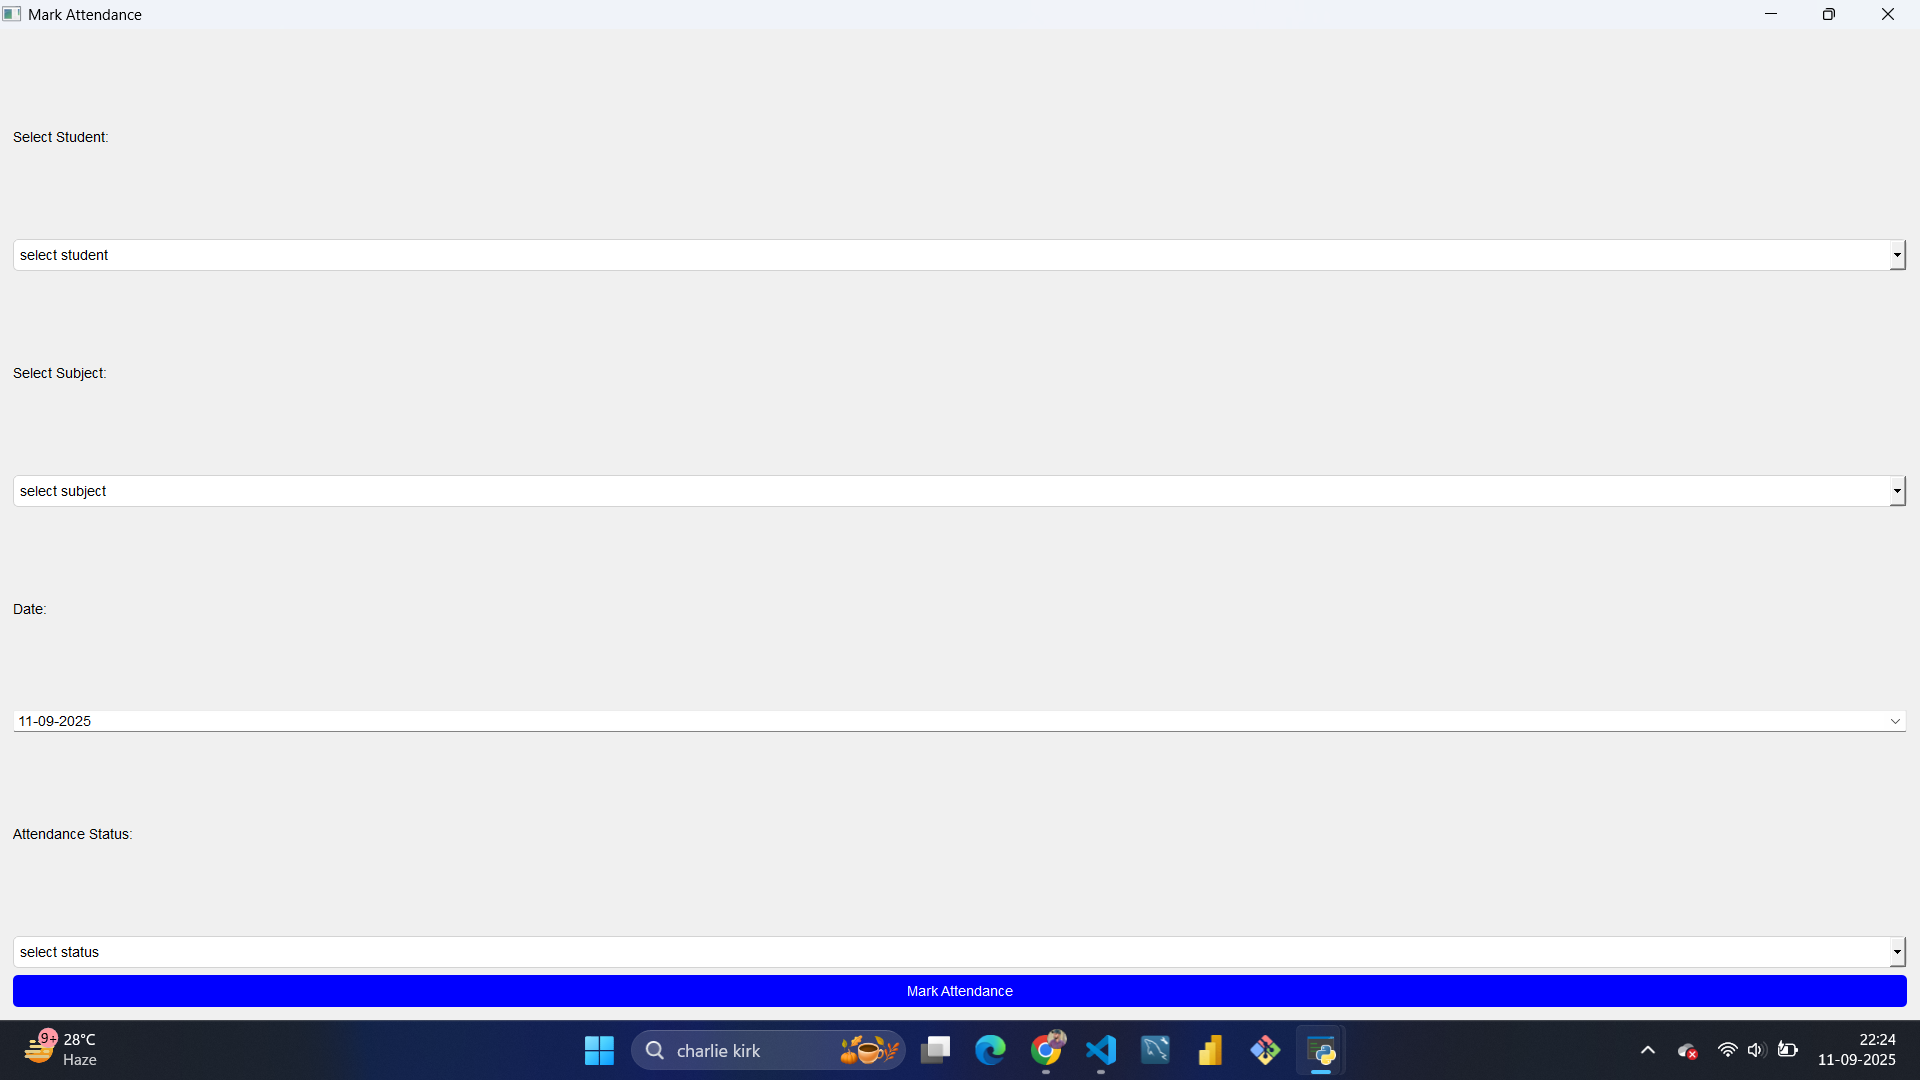 Mark Attendance
Select Student:
select student
Select Subject:
select subject
Date:
11-09-2025
Attendance Status:
select status
Mark Attendance
9+
28°C
Haze
charlie kirk
22:24
11-09-2025